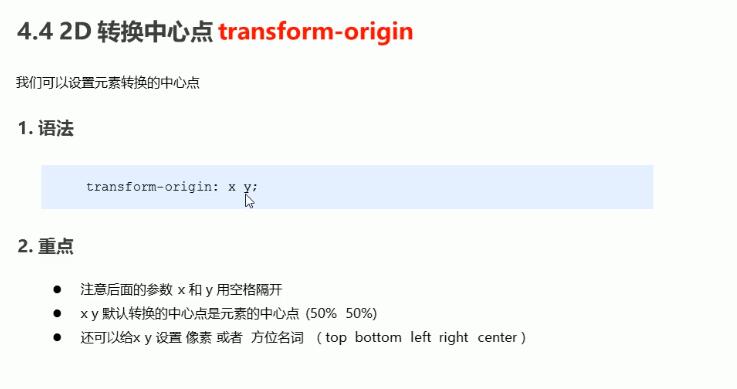 4.4 2D 转换中心点 transform-origin
我们可以设置元素转换的中心点
1. 语法
transform-origin: x y;
2. 重点
● 注意后面的参数 x 和 y 用空格隔开
● x y 默认转换的中心点是元素的中心点 (50% 50%)
● 还可以给x y 设置 像素 或者 方位名词 （ top bottom left right center ）